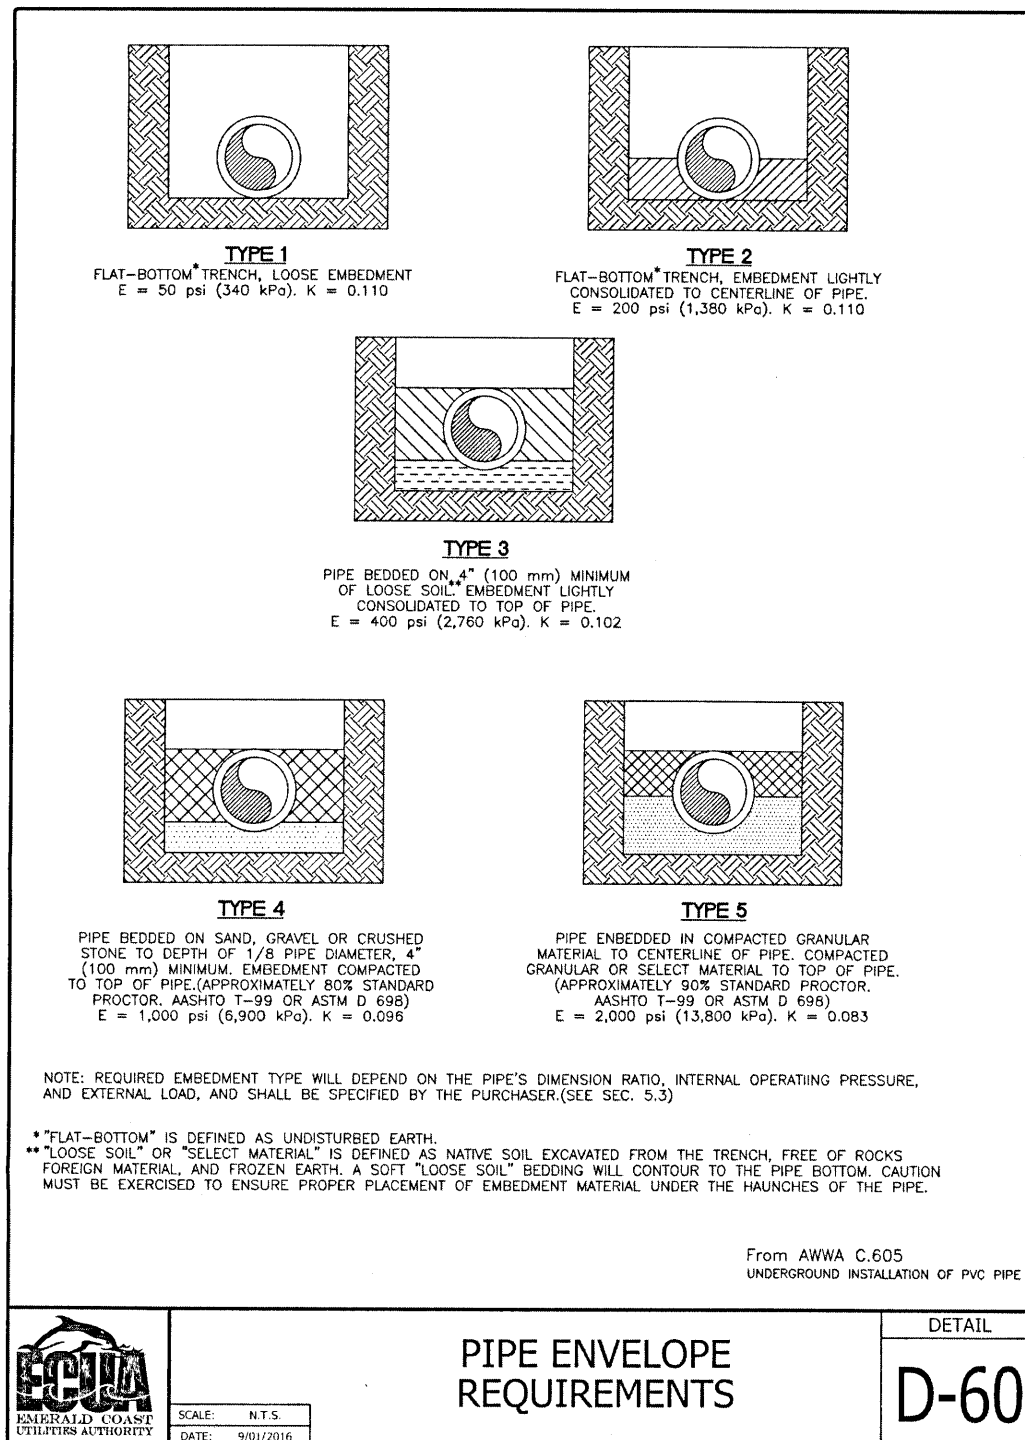 TYPE 1
FLAT-BOTTOM* TRENCH, LOOSE EMBEDMENT
E = 50 psi (340 kPa). K = 0.110
TYPE 2
FLAT-BOTTOM* TRENCH, EMBEDMENT LIGHTLY
CONSOLIDATED TO CENTERLINE OF PIPE.
E = 200 psi (1,380 kPa). K = 0.110
TYPE 3
PIPE BEDDED ON 4" (100 mm) MINIMUM
OF LOOSE SOIL.** EMBEDMENT LIGHTLY
CONSOLIDATED TO TOP OF PIPE.
E = 400 psi (2,760 kPa). K = 0.102
TYPE 4
PIPE BEDDED ON SAND, GRAVEL OR CRUSHED
STONE TO DEPTH OF 1/8 PIPE DIAMETER, 4"
(100 mm) MINIMUM. EMBEDMENT COMPACTED
TO TOP OF PIPE.(APPROXIMATELY 80% STANDARD
PROCTOR. AASHTO T-99 OR ASTM D 698)
E = 1,000 psi (6,900 kPa). K = 0.096
TYPE 5
PIPE ENBEDDED IN COMPACTED GRANULAR
MATERIAL TO CENTERLINE OF PIPE. COMPACTED
GRANULAR OR SELECT MATERIAL TO TOP OF PIPE.
(APPROXIMATELY 90% STANDARD PROCTOR.
AASHTO T-99 OR ASTM D 698)
E = 2,000 psi (13,800 kPa). K = 0.083
NOTE: REQUIRED EMBEDMENT TYPE WILL DEPEND ON THE PIPE'S DIMENSION RATIO, INTERNAL OPERATIING PRESSURE,
AND EXTERNAL LOAD, AND SHALL BE SPECIFIED BY THE PURCHASER.(SEE SEC. 5.3)
* "FLAT-BOTTOM" IS DEFINED AS UNDISTURBED EARTH.
** "LOOSE SOIL" OR "SELECT MATERIAL" IS DEFINED AS NATIVE SOIL EXCAVATED FROM THE TRENCH, FREE OF ROCKS
FOREIGN MATERIAL, AND FROZEN EARTH. A SOFT "LOOSE SOIL" BEDDING WILL CONTOUR TO THE PIPE BOTTOM. CAUTION
MUST BE EXERCISED TO ENSURE PROPER PLACEMENT OF EMBEDMENT MATERIAL UNDER THE HAUNCHES OF THE PIPE.
From AWWA C.605
UNDERGROUND INSTALLATION OF PVC PIPE
ECUA
EMERALD COAST
UTILITIES AUTHORITY
SCALE: N.T.S.
DATE: 9/01/2016
PIPE ENVELOPE
REQUIREMENTS
DETAIL
D-60